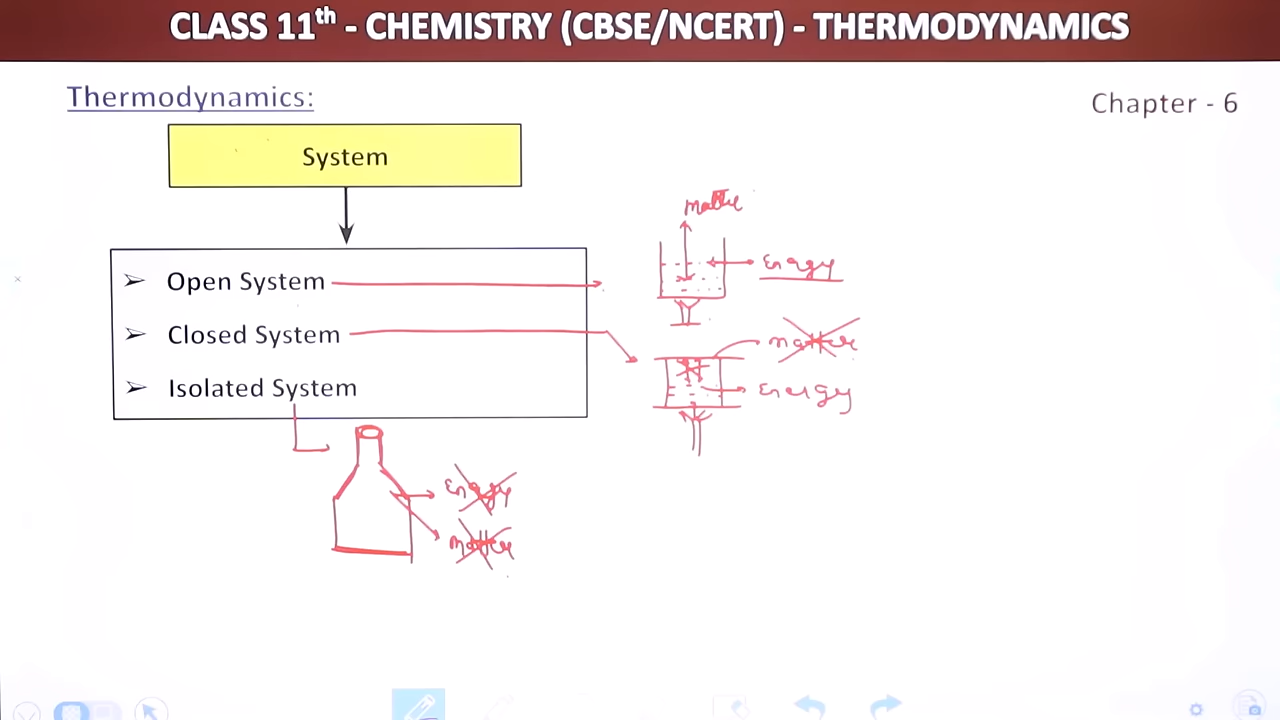 CLASS 11th - CHEMISTRY (CBSE/NCERT) - THERMODYNAMICS
Thermodynamics:
Chapter - 6
System
matte
➢ Open System
Energy
➢ Closed System
matter
➢ Isolated System
Energy
Energy
matter